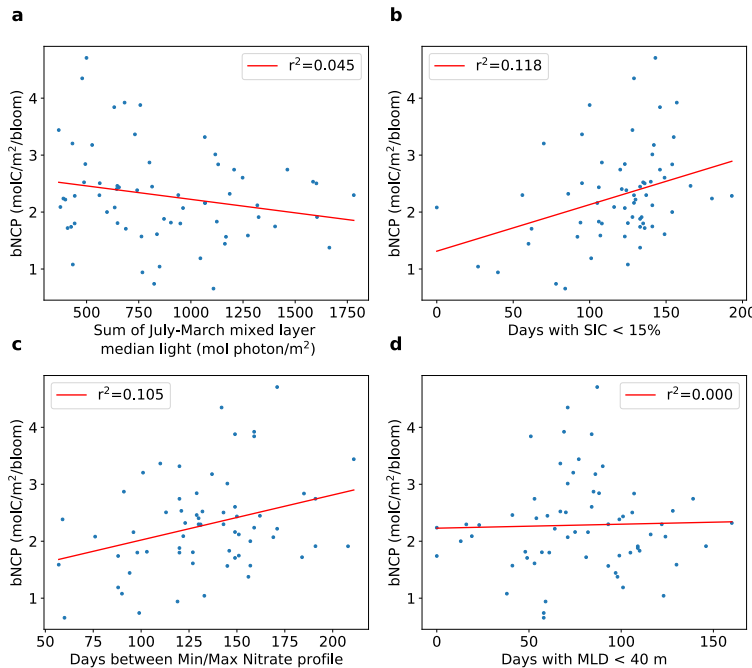 a
r²=0.045
bNCP (molC/m²/bloom)
4
3
2
1
500 750 1000 1250 1500 1750
Sum of July-March mixed layer
median light (mol photon/m²)
b
r²=0.118
bNCP (molC/m²/bloom)
4
3
2
1
0 50 100 150 200
Days with SIC < 15%
c
r²=0.105
bNCP (molC/m²/bloom)
4
3
2
1
50 75 100 125 150 175 200
Days between Min/Max Nitrate profile
d
r²=0.000
bNCP (molC/m²/bloom)
4
3
2
1
0 50 100 150
Days with MLD < 40 m